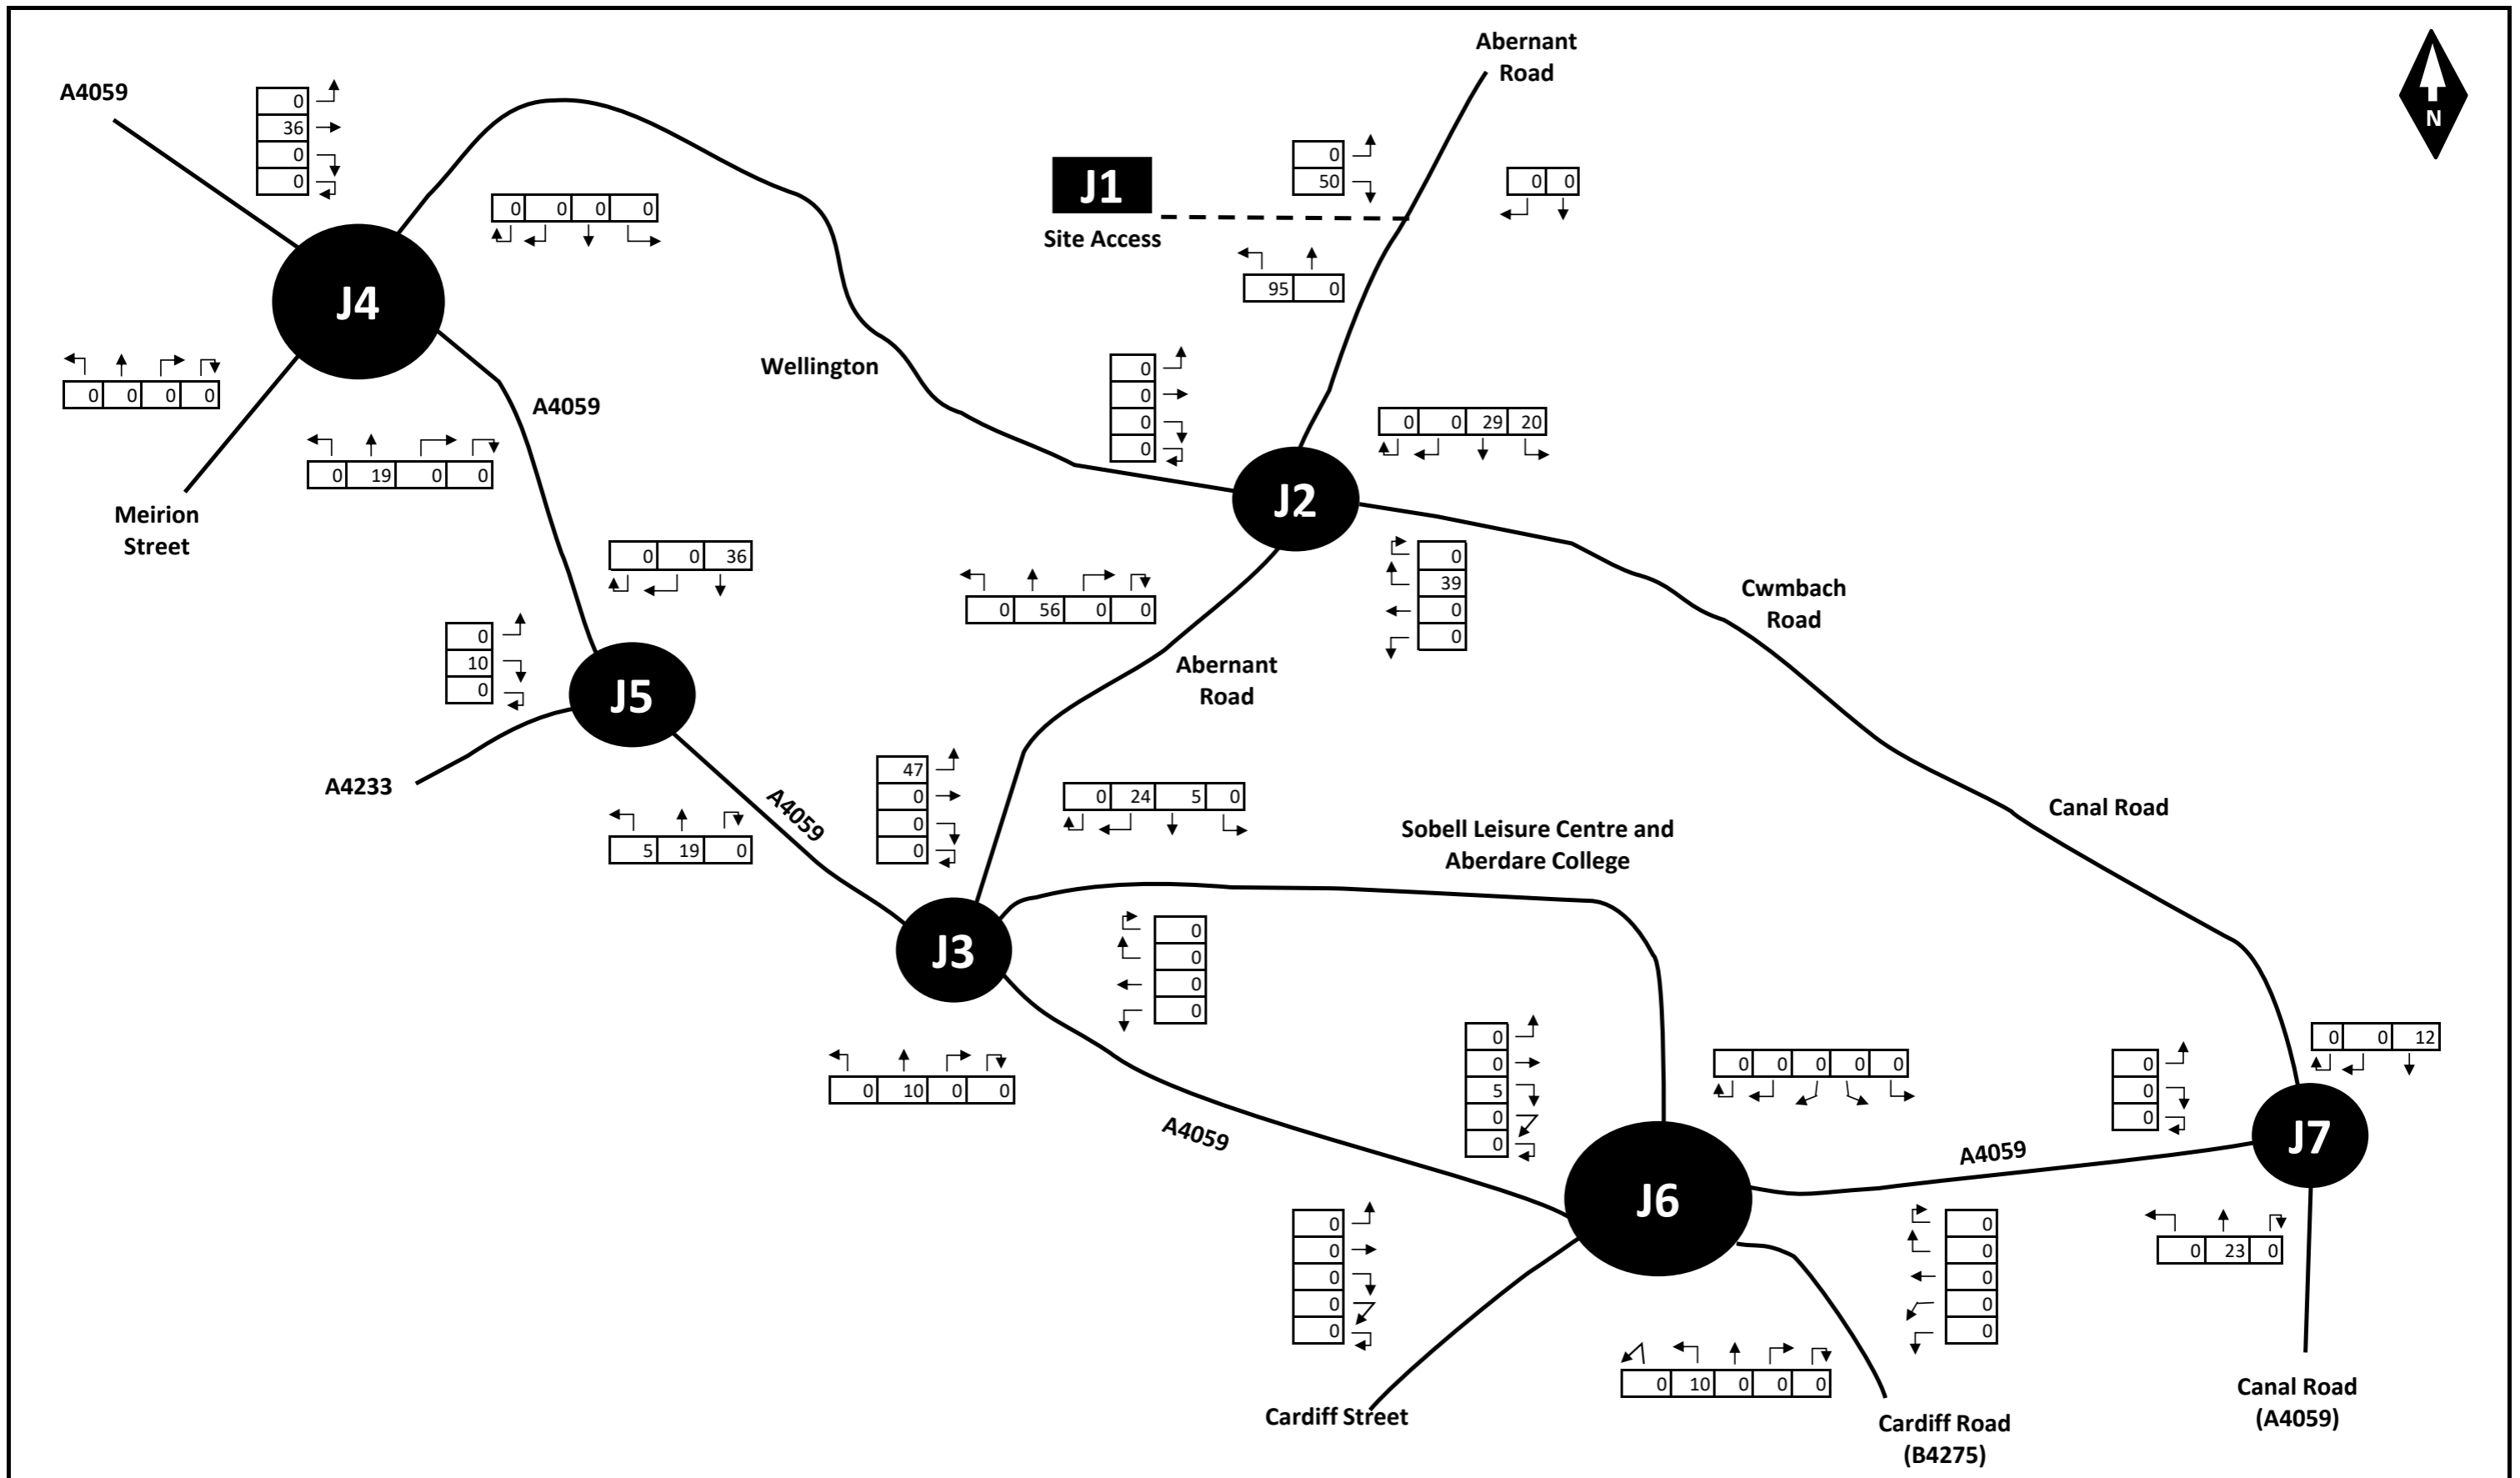 Abernant
Road
N
A4059
0
36
0
0
J1
Site Access
0
50
0 0
95 0
0 0 0 0
J4
Wellington
0
0
0
0
A4059
0 0 29 20
0 0 0 0
0 19 0 0
Meirion
Street
J2
0 0 36
0
39
0
0
0 56 0 0
Cwmbach
Road
0
10
0
J5
Abernant
Road
A4233
A4059
47
0
0
0
0 24 5 0
5 19 0
Canal Road
Sobell Leisure Centre and
Aberdare College
J3
0
0
0
0
0 10 0 0
A4059
0
0
5
0
0
0 0 0 0 0
0
0
0
0 0 12
J7
A4059
J6
0
0
0
0
0
0
0
0
0
0
0 23 0
0 10 0 0 0
Cardiff Street
Cardiff Road
(B4275)
Canal Road
(A4059)